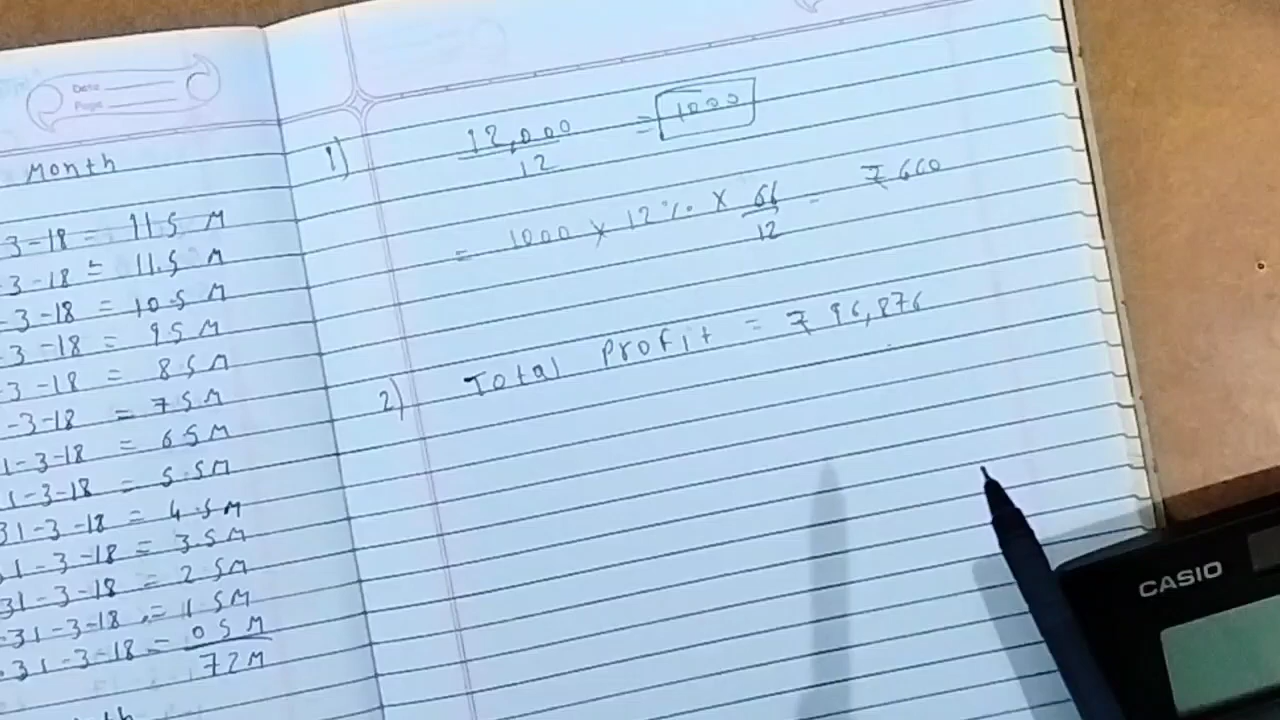 Date
Page
Month
3-18 = 11.5 M
-3-18 = 11.5 M
-3-18 = 10.5 M
-3-18 = 9.5 M
-3-18 = 8.5 M
-3-18 = 7.5 M
1-3-18 = 6.5 M
1-3-18 = 5.5 M
31-3-18 = 4.5 M
31-3-18 = 3.5 M
31-3-18 = 2.5 M
-31-3-18 = 1.5 M
-31-3-18 = 0.5 M
72 M
1) 12,000 / 12 = 1000
= 1000 x 12% x 66/12 = ₹ 660
2) Total Profit = ₹ 96,876
CASIO